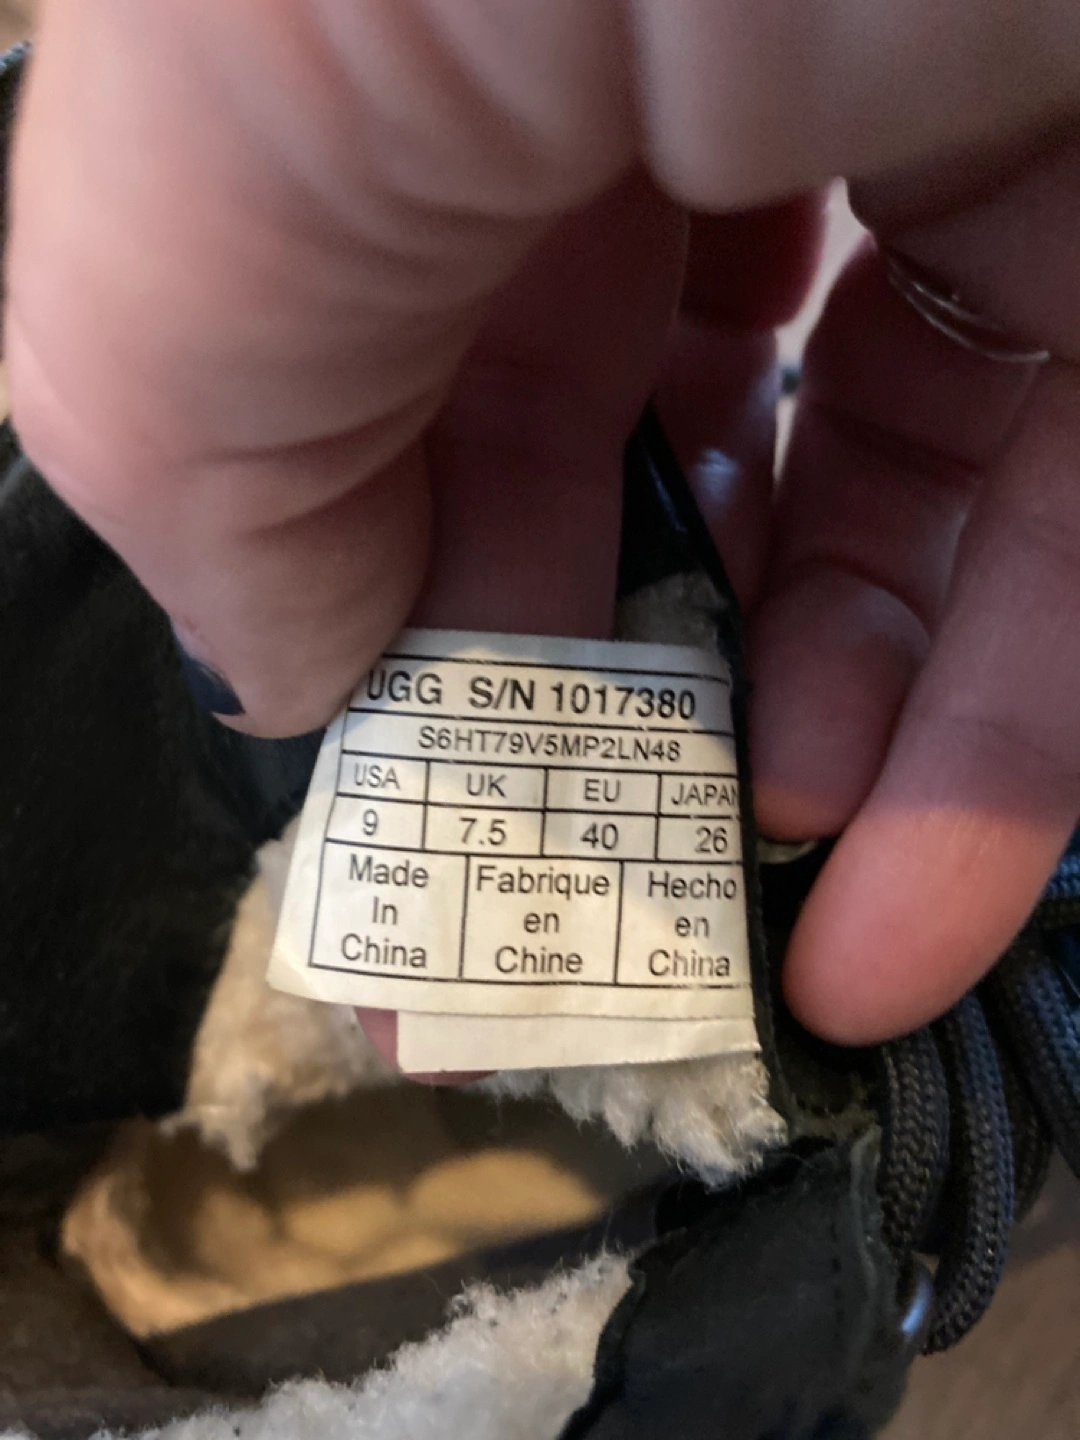 UGG S/N 1017380
S6HT79V5MP2LN48
USA UK EU JAPAN
9 7.5 40 26
Made In China
Fabrique en Chine
Hecho en China